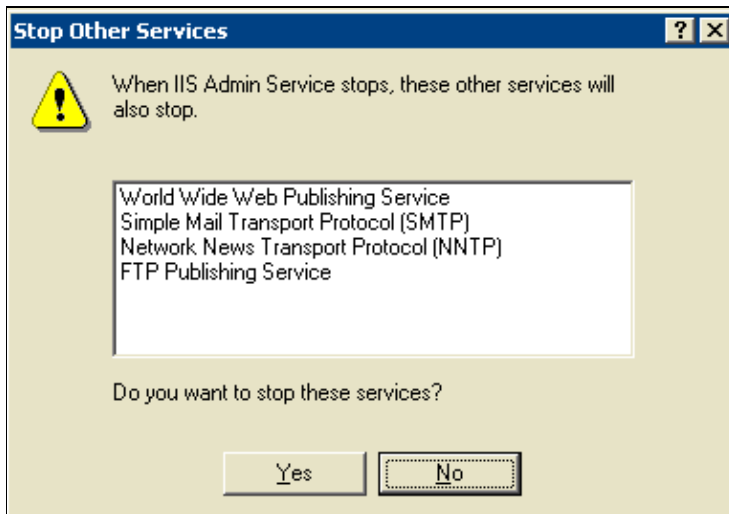 Stop Other Services
When IIS Admin Service stops, these other services will
also stop.
World Wide Web Publishing Service
Simple Mail Transport Protocol (SMTP)
Network News Transport Protocol (NNTP)
FTP Publishing Service
Do you want to stop these services?
Yes No